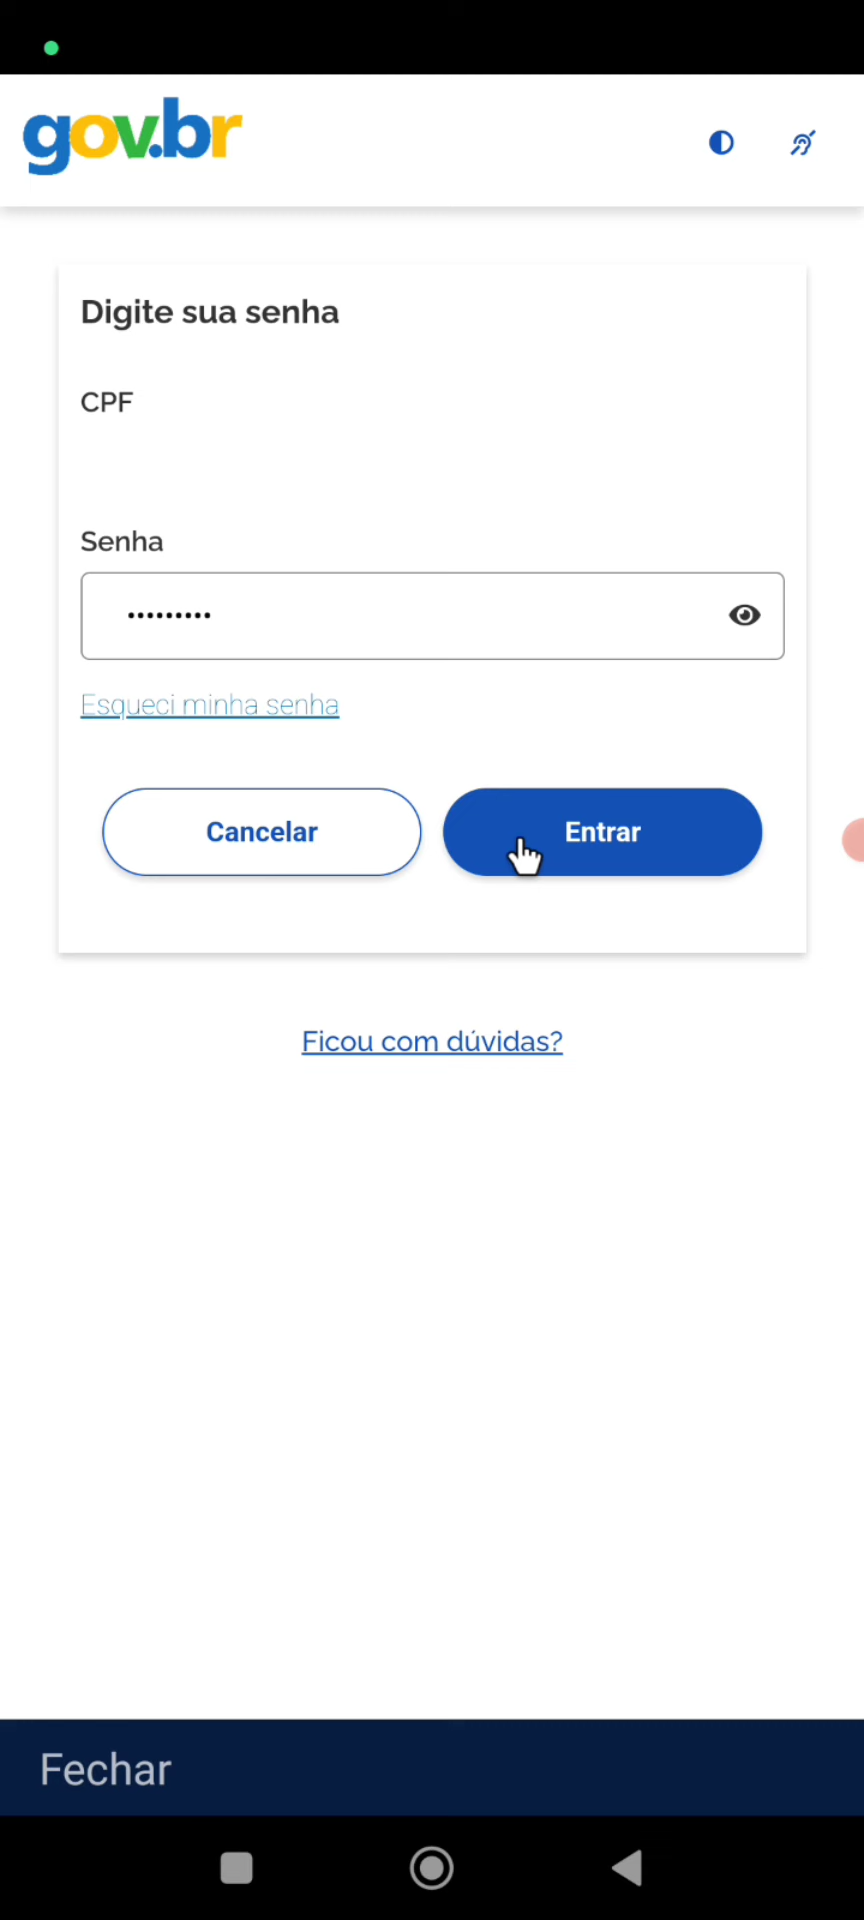 gov.br
Digite sua senha
CPF
Senha
•••••••••
Esqueci minha senha
Cancelar
Entrar
Ficou com dúvidas?
Fechar